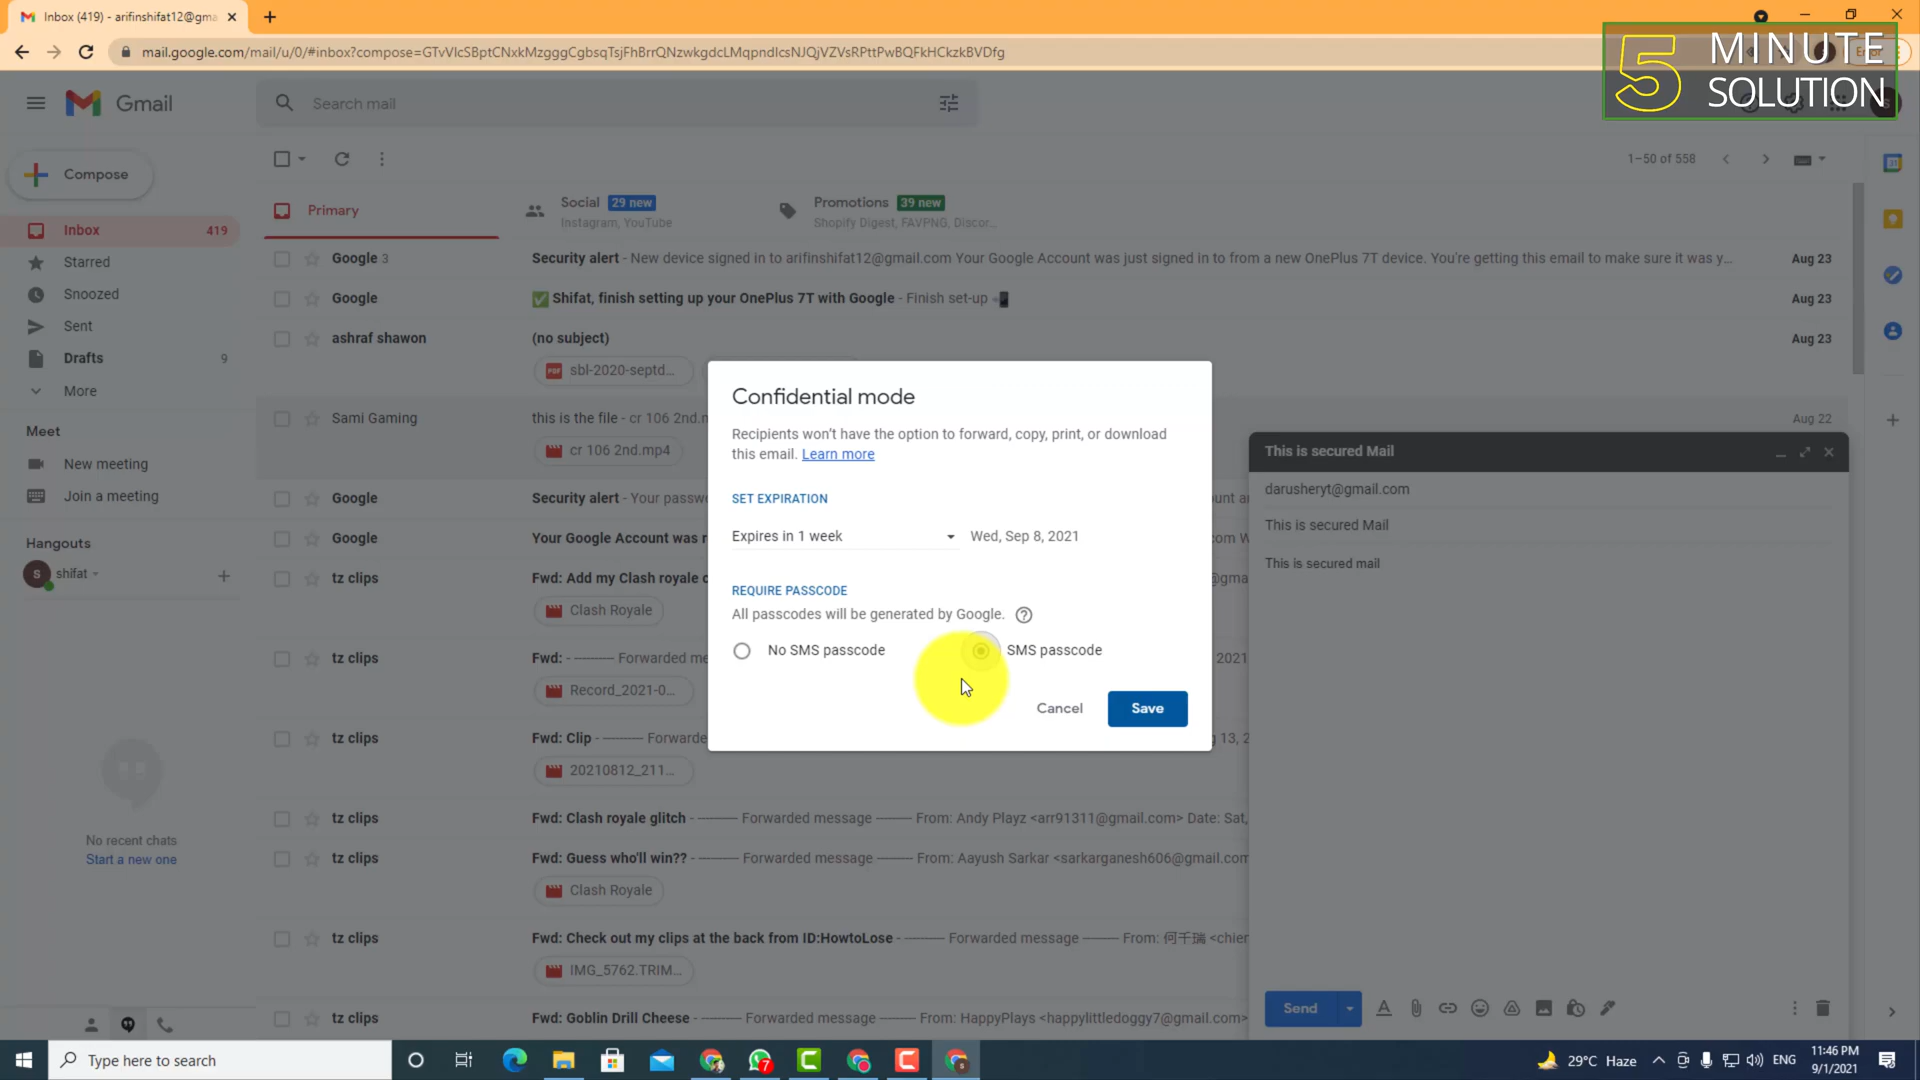 Inbox (419) - arifinshifat12@gma
mail.google.com/mail/u/0/#inbox?compose=GTvVlcSBptCNxkMzgggCgbsqTsjFhBrrQNzwkgdcLMqpndIcsNJQjVZVsRPttPwBQFkHCkzkBVDfg
5 MINUTE SOLUTION
Gmail
Search mail
Compose
1–50 of 558
Primary
Social 29 new
Instagram, YouTube
Promotions 39 new
Shopify Digest, FAVPNG, Discor...
Inbox 419
Starred
Snoozed
Sent
Drafts 9
More
Meet
New meeting
Join a meeting
Hangouts
S shifat
No recent chats
Start a new one
Google 3 Security alert - New device signed in to arifinshifat12@gmail.com Your Google Account was just signed in to from a new OnePlus 7T device. You're getting this email to make sure it was y... Aug 23
Google ✅ Shifat, finish setting up your OnePlus 7T with Google - Finish set-up 📲 Aug 23
ashraf shawon (no subject) Aug 23
PDF sbl-2020-septd...
Sami Gaming this is the file - cr 106 2nd.m Aug 22
cr 106 2nd.mp4
Google Security alert - Your passw
Google Your Google Account was r
tz clips Fwd: Add my Clash royale c
Clash Royale
tz clips Fwd: - ---------- Forwarded me 2021
Record_2021-0...
tz clips Fwd: Clip - ---------- Forwarde 13, 2
20210812_211...
tz clips Fwd: Clash royale glitch - ---------- Forwarded message ---------- From: Andy Playz <arr91311@gmail.com> Date: Sat,
tz clips Fwd: Guess who'll win?? - ---------- Forwarded message ---------- From: Aayush Sarkar <sarkarganesh606@gmail.com
Clash Royale
tz clips Fwd: Check out my clips at the back from ID:HowtoLose - ---------- Forwarded message ---------- From: 何千瑞 <chier
IMG_5762.TRIM...
tz clips Fwd: Goblin Drill Cheese - ---------- Forwarded message ---------- From: HappyPlays <happylittledoggy7@gmail.com>
Confidential mode
Recipients won't have the option to forward, copy, print, or download
this email. Learn more
SET EXPIRATION
Expires in 1 week Wed, Sep 8, 2021
REQUIRE PASSCODE
All passcodes will be generated by Google. ?
No SMS passcode SMS passcode
Cancel Save
This is secured Mail
darusheryt@gmail.com
This is secured Mail
This is secured mail
Send
Type here to search
7
29°C Haze
ENG
11:46 PM
9/1/2021